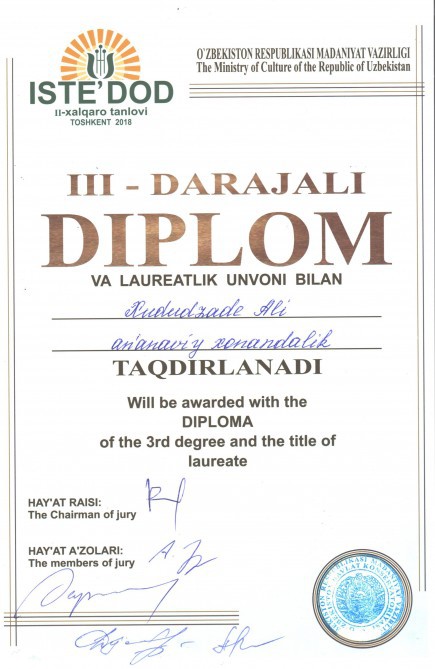 ISTE'DOD
II-xalqaro tanlovi
TOSHKENT 2018
O'ZBEKISTON RESPUBLIKASI MADANIYAT VAZIRLIGI
The Ministry of Culture of the Republic of Uzbekistan
III - DARAJALI
DIPLOM
VA LAUREATLIK UNVONI BILAN
Xududzade Ali
an'anaviy xonandalik
TAQDIRLANADI
Will be awarded with the
DIPLOMA
of the 3rd degree and the title of
laureate
HAY'AT RAISI:
The Chairman of jury
HAY'AT A'ZOLARI:
The members of jury